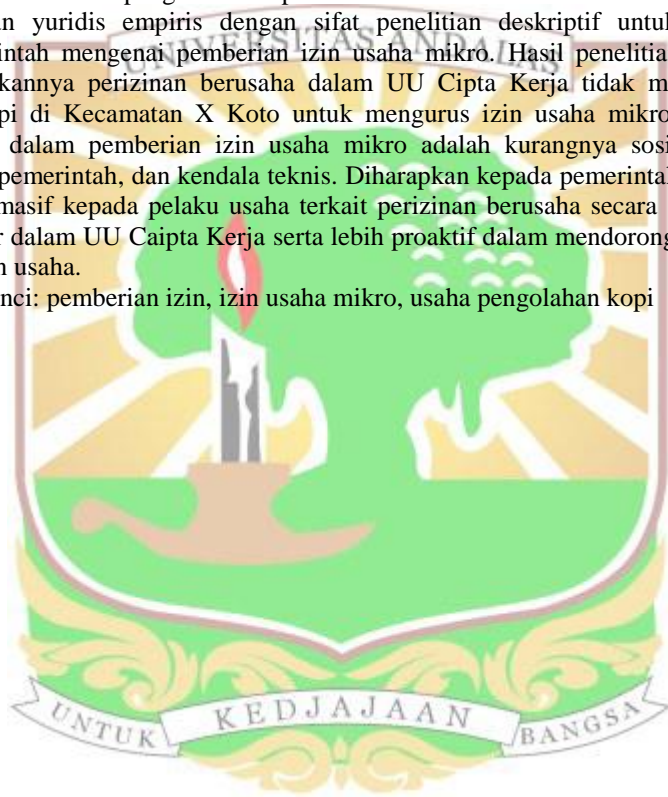 an yuridis empiris dengan sifat penelitian deskriptif untuk
intah mengenai pemberian izin usaha mikro. Hasil penelitia
UNIVERSITAS ANDALAS
kannya perizinan berusaha dalam UU Cipta Kerja tidak m
pi di Kecamatan X Koto untuk mengurus izin usaha mikro
dalam pemberian izin usaha mikro adalah kurangnya sosi
pemerintah, dan kendala teknis. Diharapkan kepada pemerintal
masif kepada pelaku usaha terkait perizinan berusaha secara
r dalam UU Caipta Kerja serta lebih proaktif dalam mendorong
n usaha.
nci: pemberian izin, izin usaha mikro, usaha pengolahan kopi
UNTUK KEDJAJAAN BANGSA